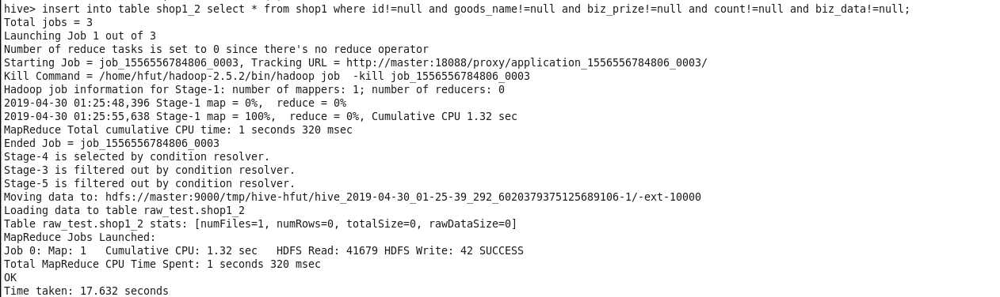 hive> insert into table shop1_2 select * from shop1 where id!=null and goods_name!=null and biz_prize!=null and count!=null and biz_data!=null;
Total jobs = 3
Launching Job 1 out of 3
Number of reduce tasks is set to 0 since there's no reduce operator
Starting Job = job_1556556784806_0003, Tracking URL = http://master:18088/proxy/application_1556556784806_0003/
Kill Command = /home/hfut/hadoop-2.5.2/bin/hadoop job  -kill job_1556556784806_0003
Hadoop job information for Stage-1: number of mappers: 1; number of reducers: 0
2019-04-30 01:25:48,396 Stage-1 map = 0%,  reduce = 0%
2019-04-30 01:25:55,638 Stage-1 map = 100%,  reduce = 0%, Cumulative CPU 1.32 sec
MapReduce Total cumulative CPU time: 1 seconds 320 msec
Ended Job = job_1556556784806_0003
Stage-4 is selected by condition resolver.
Stage-3 is filtered out by condition resolver.
Stage-5 is filtered out by condition resolver.
Moving data to: hdfs://master:9000/tmp/hive-hfut/hive_2019-04-30_01-25-39_292_6020379375125689106-1/-ext-10000
Loading data to table raw_test.shop1_2
Table raw_test.shop1_2 stats: [numFiles=1, numRows=0, totalSize=0, rawDataSize=0]
MapReduce Jobs Launched:
Job 0: Map: 1   Cumulative CPU: 1.32 sec   HDFS Read: 41679 HDFS Write: 42 SUCCESS
Total MapReduce CPU Time Spent: 1 seconds 320 msec
OK
Time taken: 17.632 seconds